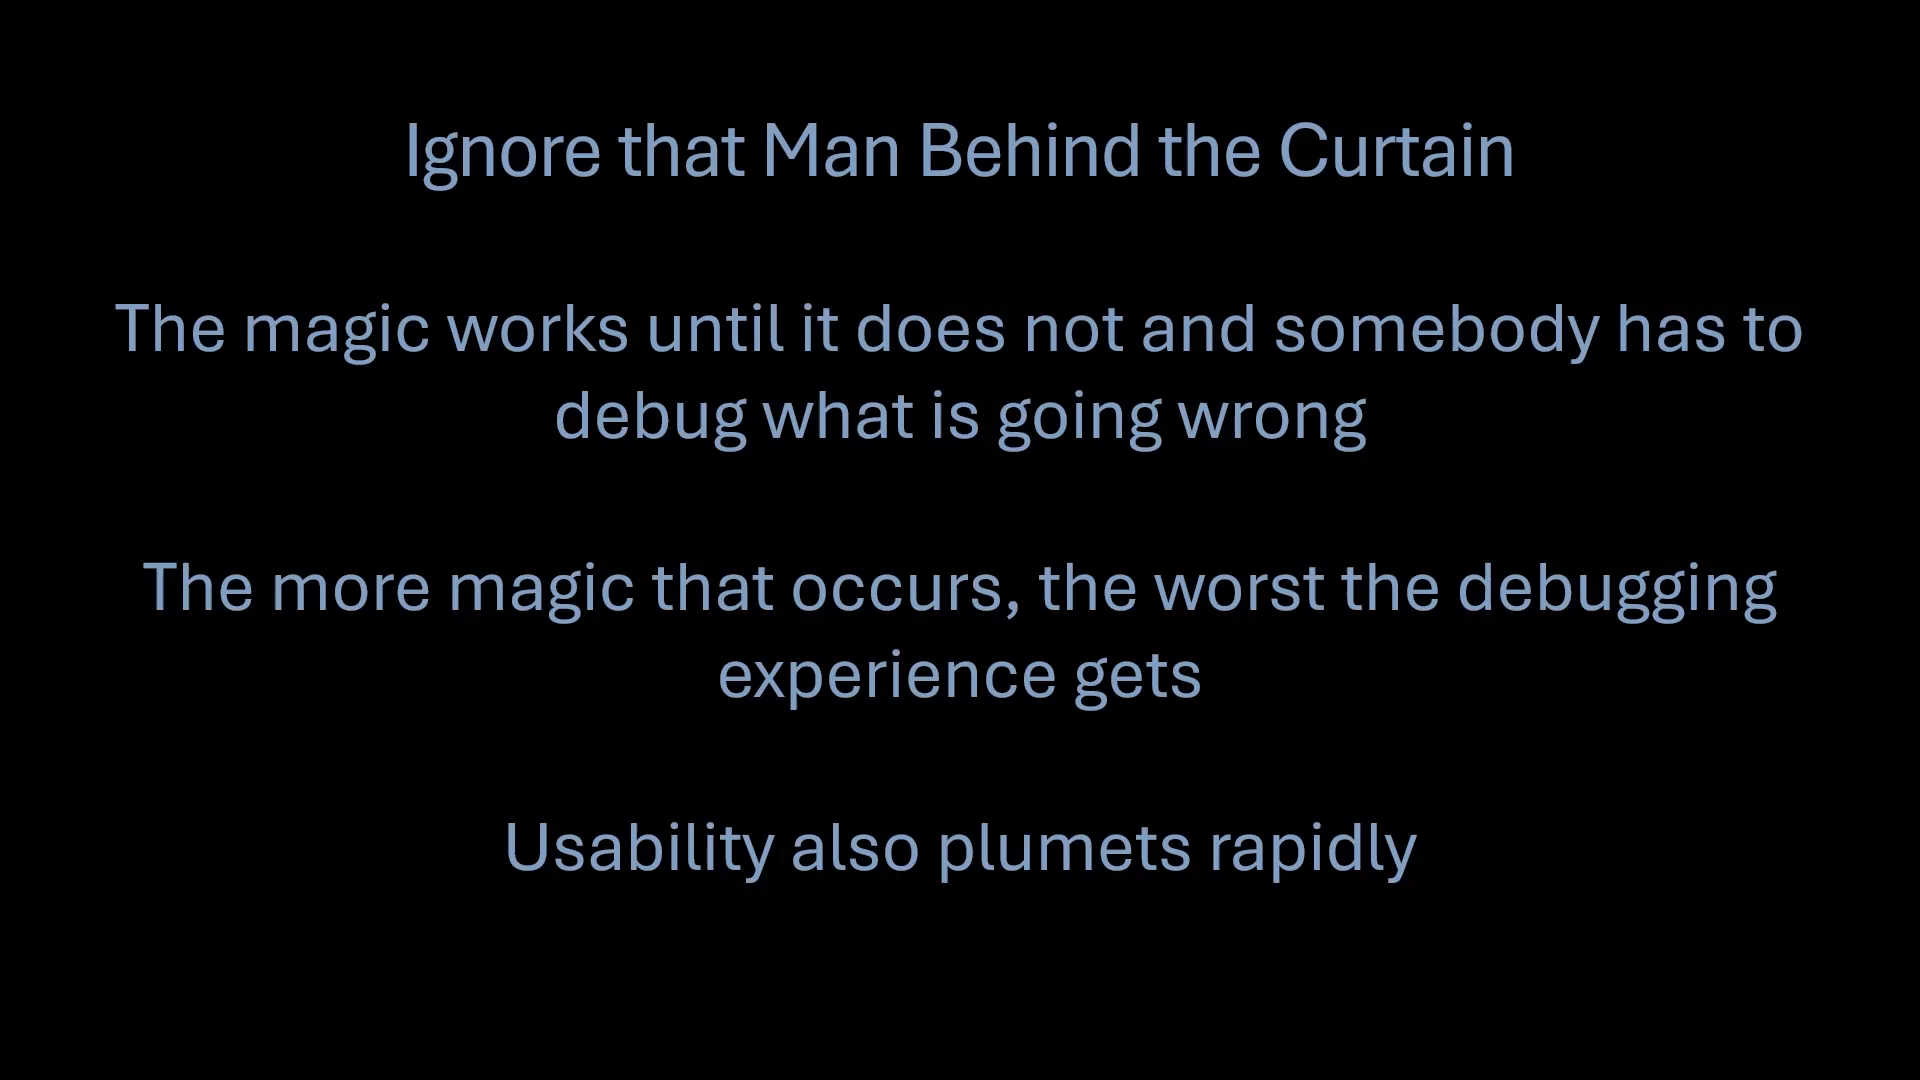 Ignore that Man Behind the Curtain
The magic works until it does not and somebody has to
debug what is going wrong
The more magic that occurs, the worst the debugging
experience gets
Usability also plumets rapidly